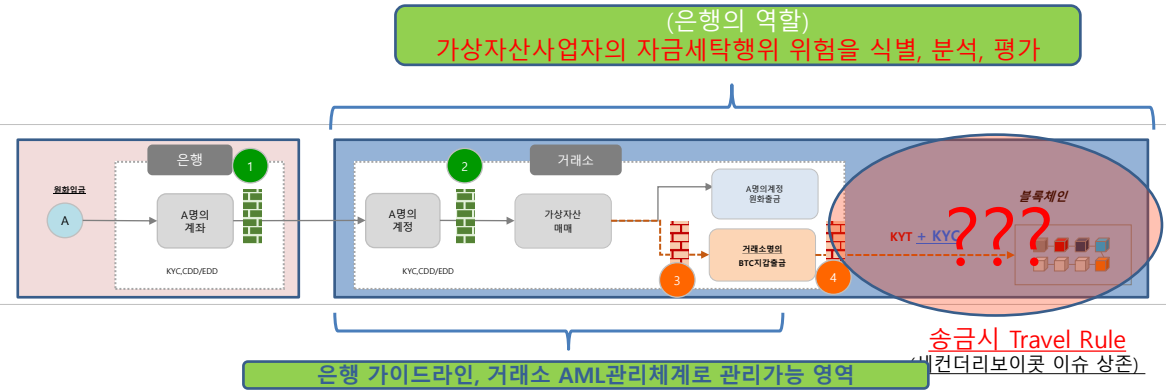 (은행의 역할)
가상자산사업자의 자금세탁행위 위험을 식별, 분석, 평가
은행
1
2
거래소
원화입금
A
A명의
계좌
KYC,CDD/EDD
A명의
계정
KYC,CDD/EDD
가상자산
매매
A명의계정
원화출금
거래소명의
BTC지갑출금
3
4
KYT + KYC
???
블록체인
송금시 Travel Rule
(세컨더리보이콧 이슈 상존)
은행 가이드라인, 거래소 AML관리체계로 관리가능 영역